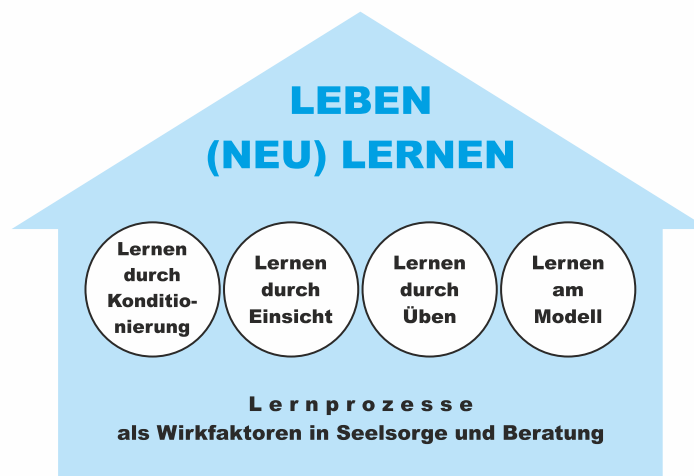 LEBEN
(NEU) LERNEN
Lernen
durch
Konditio-
nierung
Lernen
durch
Einsicht
Lernen
durch
Üben
Lernen
am
Modell
Lernprozesse
als Wirkfaktoren in Seelsorge und Beratung